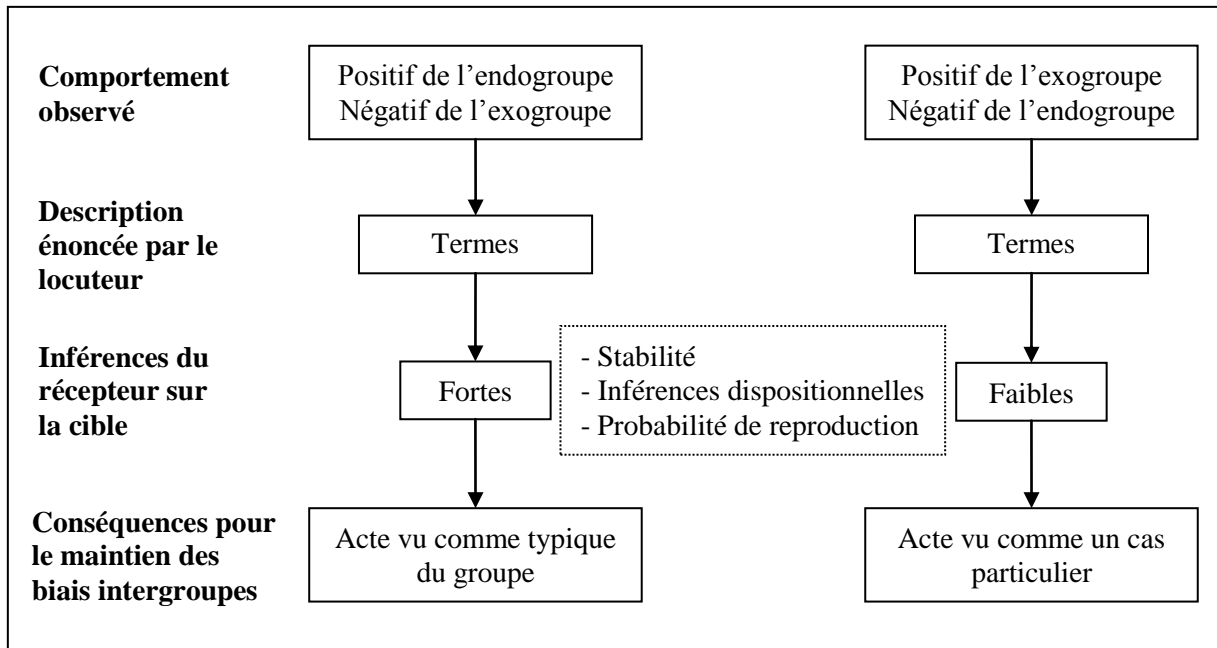 Comportement
observé
Positif de l’endogroupe
Négatif de l’exogroupe
Positif de l’exogroupe
Négatif de l’endogroupe
Description
énoncée par le
locuteur
Termes
Termes
Inférences du
récepteur sur
la cible
Fortes
- Stabilité
- Inférences dispositionnelles
- Probabilité de reproduction
Faibles
Conséquences pour
le maintien des
biais intergroupes
Acte vu comme typique
du groupe
Acte vu comme un cas
particulier